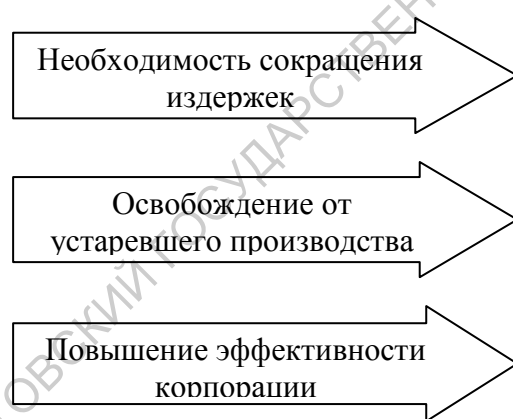 Необходимость сокращения
издержек
Освобождение от
устаревшего производства
Повышение эффективности
корпорации